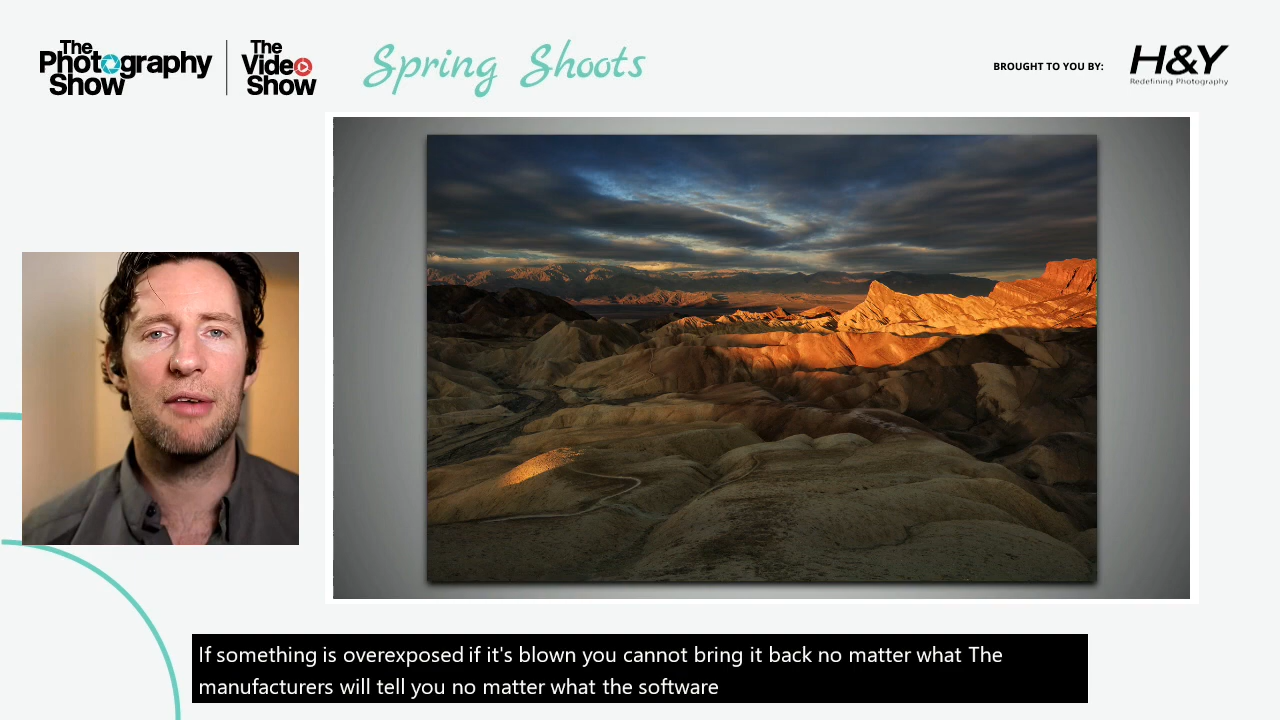 The Photography Show
The Video Show
Spring Shoots
BROUGHT TO YOU BY:
H&Y
Redefining Photography
If something is overexposed if it's blown you cannot bring it back no matter what The
manufacturers will tell you no matter what the software